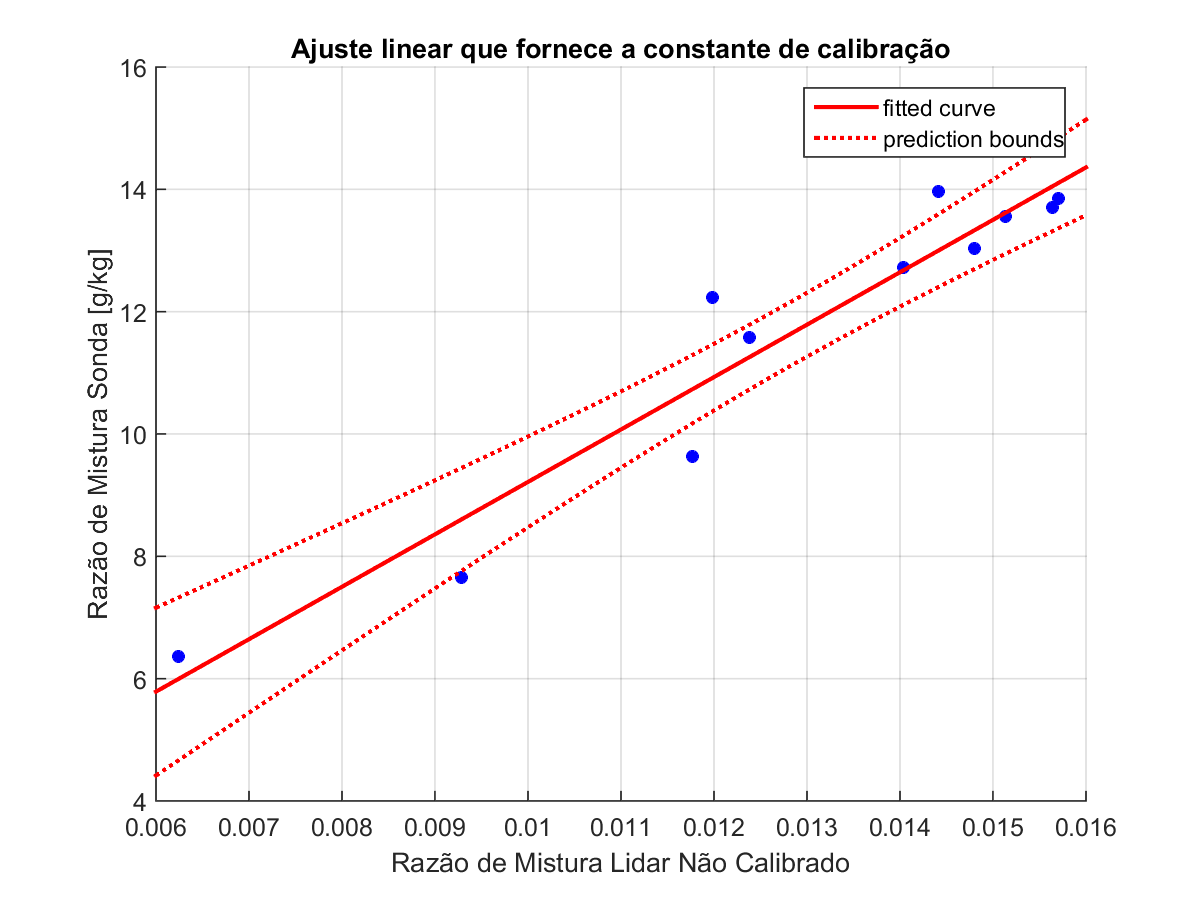 Ajuste linear que fornece a constante de calibração
fitted curve
prediction bounds
Razão de Mistura Sonda [g/kg]
16
14
12
10
8
6
4
0.006 0.007 0.008 0.009 0.01 0.011 0.012 0.013 0.014 0.015 0.016
Razão de Mistura Lidar Não Calibrado